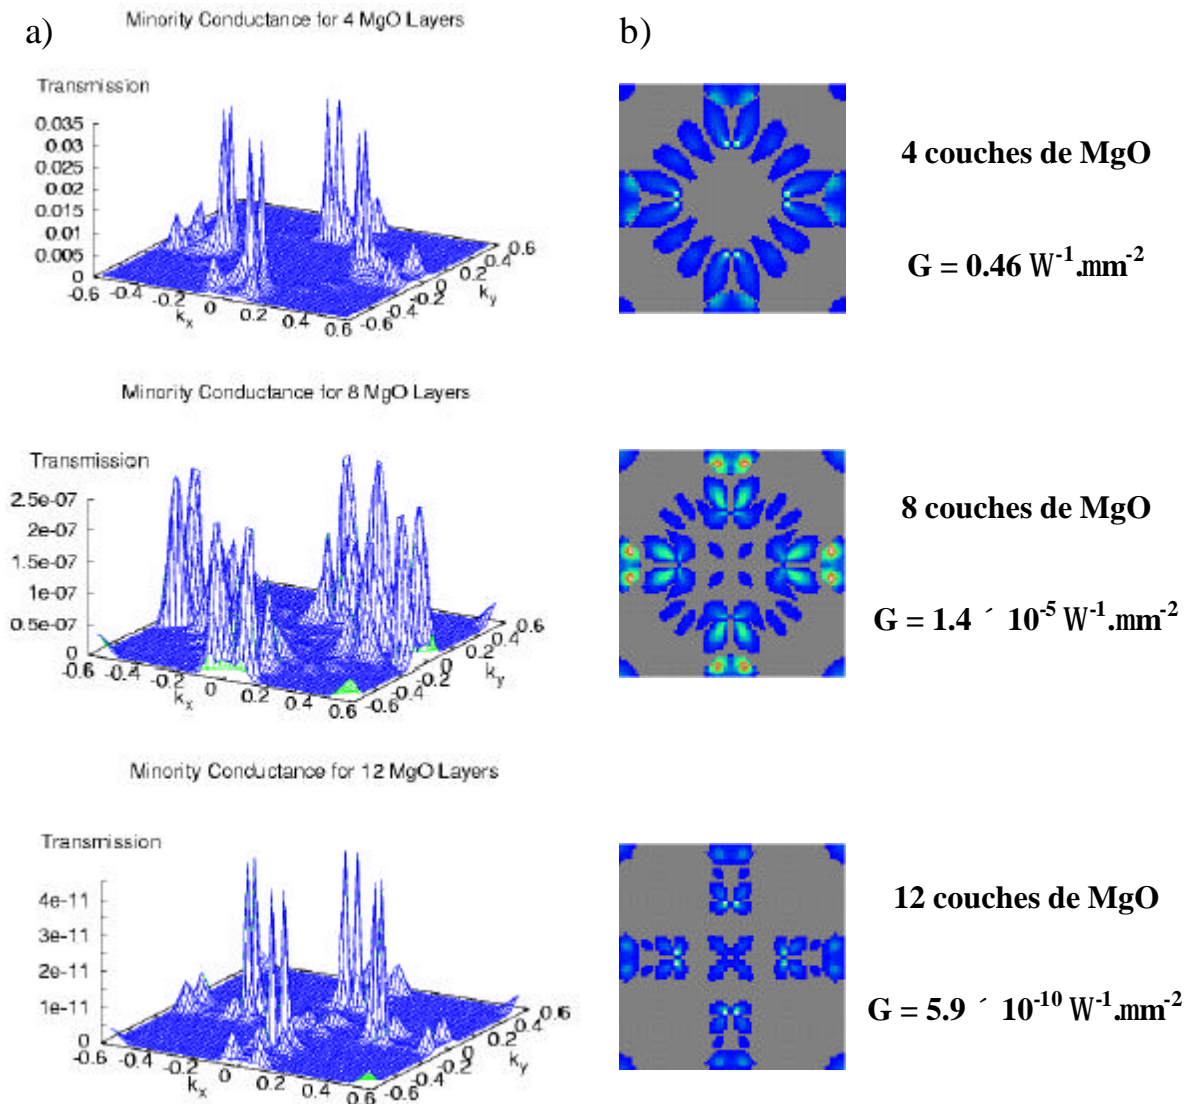 Minority Conductance for 4 MgO Layers
a)
b)
Transmission
0.035
0.03
0.025
0.02
0.015
0.01
0.005
0
-0.6 -0.4 -0.2 0 0.2 0.4 0.6
kx
-0.6 -0.4 -0.2 0 0.2 0.4 0.6
ky
4 couches de MgO
G = 0.46 W-1.mm-2
Minority Conductance for 8 MgO Layers
Transmission
2.5e-07
2e-07
1.5e-07
1e-07
0.5e-07
0
-0.6 -0.4 -0.2 0 0.2 0.4 0.6
kx
-0.6 -0.4 -0.2 0 0.2 0.4 0.6
ky
8 couches de MgO
G = 1.4 ´ 10-5 W-1.mm-2
Minority Conductance for 12 MgO Layers
Transmission
4e-11
3e-11
2e-11
1e-11
0
-0.6 -0.4 -0.2 0 0.2 0.4 0.6
kx
-0.6 -0.4 -0.2 0 0.2 0.4 0.6
ky
12 couches de MgO
G = 5.9 ´ 10-10 W-1.mm-2